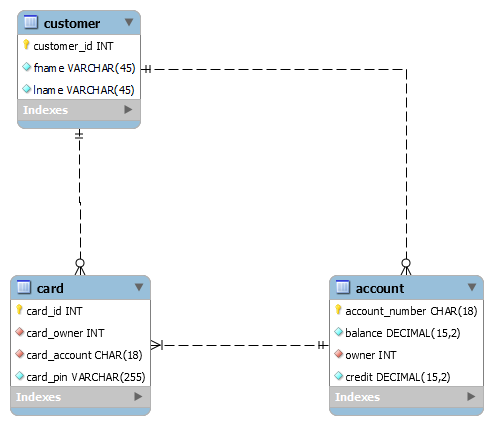 customer
customer_id INT
fname VARCHAR(45)
lname VARCHAR(45)
Indexes
card
card_id INT
card_owner INT
card_account CHAR(18)
card_pin VARCHAR(255)
Indexes
account
account_number CHAR(18)
balance DECIMAL(15,2)
owner INT
credit DECIMAL(15,2)
Indexes